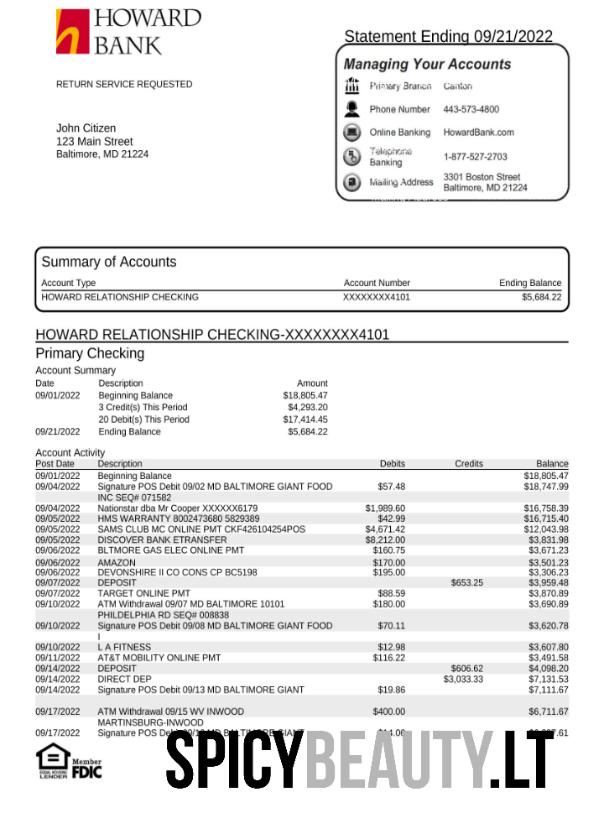 HOWARD
BANK
Statement Ending 09/21/2022
Managing Your Accounts
RETURN SERVICE REQUESTED
Primary Branch Canton
Phone Number 443-573-4800
John Citizen
123 Main Street
Baltimore, MD 21224
Online Banking HowardBank.com
Telephone
Banking 1-877-527-2703
Mailing Address 3301 Boston Street
Baltimore, MD 21224
Summary of Accounts
Account Type Account Number Ending Balance
HOWARD RELATIONSHIP CHECKING XXXXXXXX4101 $5,684.22
HOWARD RELATIONSHIP CHECKING-XXXXXXXX4101
Primary Checking
Account Summary
Date Description Amount
09/01/2022 Beginning Balance $18,805.47
3 Credit(s) This Period $4,293.20
20 Debit(s) This Period $17,414.45
09/21/2022 Ending Balance $5,684.22
Account Activity
Post Date Description Debits Credits Balance
09/01/2022 Beginning Balance $18,805.47
09/04/2022 Signature POS Debit 09/02 MD BALTIMORE GIANT FOOD $57.48 $18,747.99
INC SEQ# 071582
09/04/2022 Nationstar dba Mr Cooper XXXXXX6179 $1,989.60 $16,758.39
09/05/2022 HMS WARRANTY 8002473680 5829389 $42.99 $16,715.40
09/05/2022 SAMS CLUB MC ONLINE PMT CKF426104254POS $4,671.42 $12,043.98
09/05/2022 DISCOVER BANK ETRANSFER $8,212.00 $3,831.98
09/06/2022 BLTMORE GAS ELEC ONLINE PMT $160.75 $3,671.23
09/06/2022 AMAZON $170.00 $3,501.23
09/06/2022 DEVONSHIRE II CO CONS CP BC5198 $195.00 $3,306.23
09/07/2022 DEPOSIT $653.25 $3,959.48
09/07/2022 TARGET ONLINE PMT $88.59 $3,870.89
09/10/2022 ATM Withdrawal 09/07 MD BALTIMORE 10101 $180.00 $3,690.89
PHILDELPHIA RD SEQ# 008838
09/10/2022 Signature POS Debit 09/08 MD BALTIMORE GIANT FOOD $70.11 $3,620.78
I
09/10/2022 L A FITNESS $12.98 $3,607.80
09/11/2022 AT&T MOBILITY ONLINE PMT $116.22 $3,491.58
09/14/2022 DEPOSIT $606.62 $4,098.20
09/14/2022 DIRECT DEP $3,033.33 $7,131.53
09/14/2022 Signature POS Debit 09/13 MD BALTIMORE GIANT $19.86 $7,111.67
09/17/2022 ATM Withdrawal 09/15 WV INWOOD $400.00 $6,711.67
MARTINSBURG-INWOOD
09/17/2022 Signature POS
EQUAL HOUSING
LENDER
Member
FDIC
SPICYBEAUTY.LT